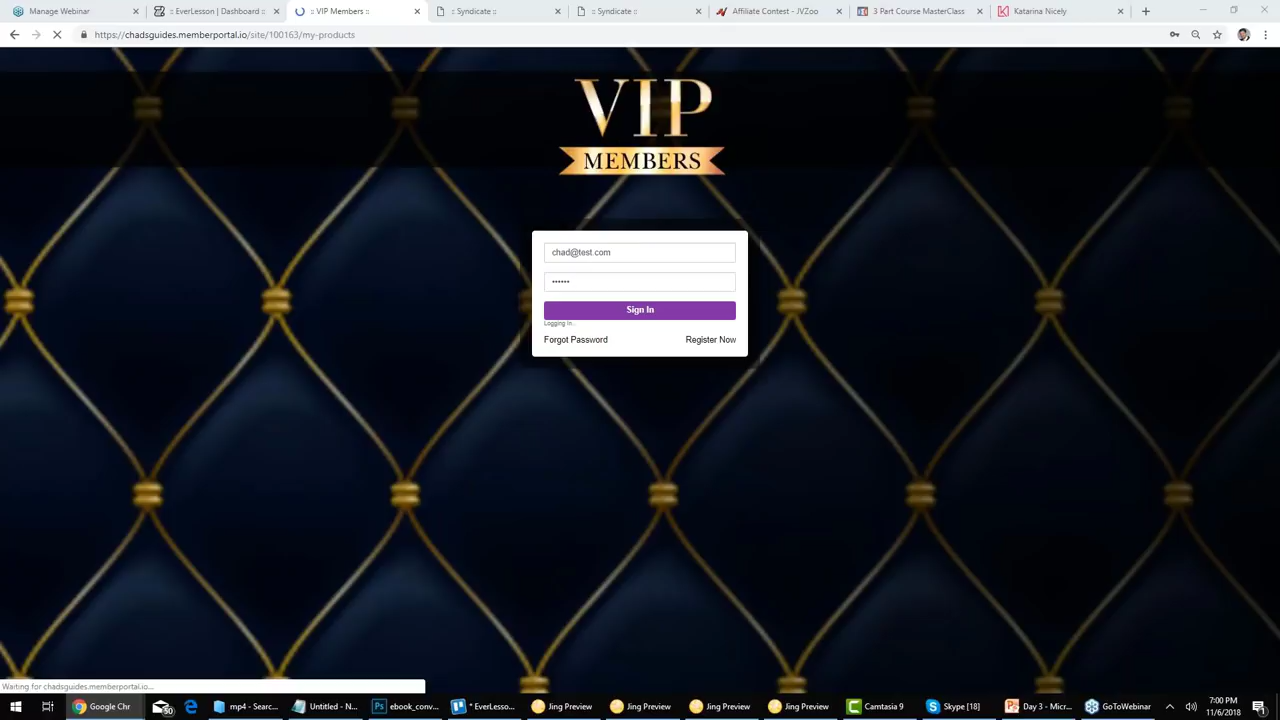 Manage Webinar
:: EverLesson | Dashboard ::
:: VIP Members ::
:: Syndicate ::
:: Syndicate ::
Affiliate Contest - JVZoo
3 Part Course MasterClass
Katarina Nicely
https://chadsguides.memberportal.io/site/100163/my-products
VIP
MEMBERS
chad@test.com
••••••
Sign In
Logging In
Forgot Password
Register Now
Waiting for chadsguides.memberportal.io...
Google Chr
30
mp4 - Searc...
Untitled - N...
ebook_conv...
* EverLesso...
Jing Preview
Jing Preview
Jing Preview
Jing Preview
Camtasia 9
Skype [18]
Day 3 - Micr...
GoToWebinar
7:00 PM
11/6/2018